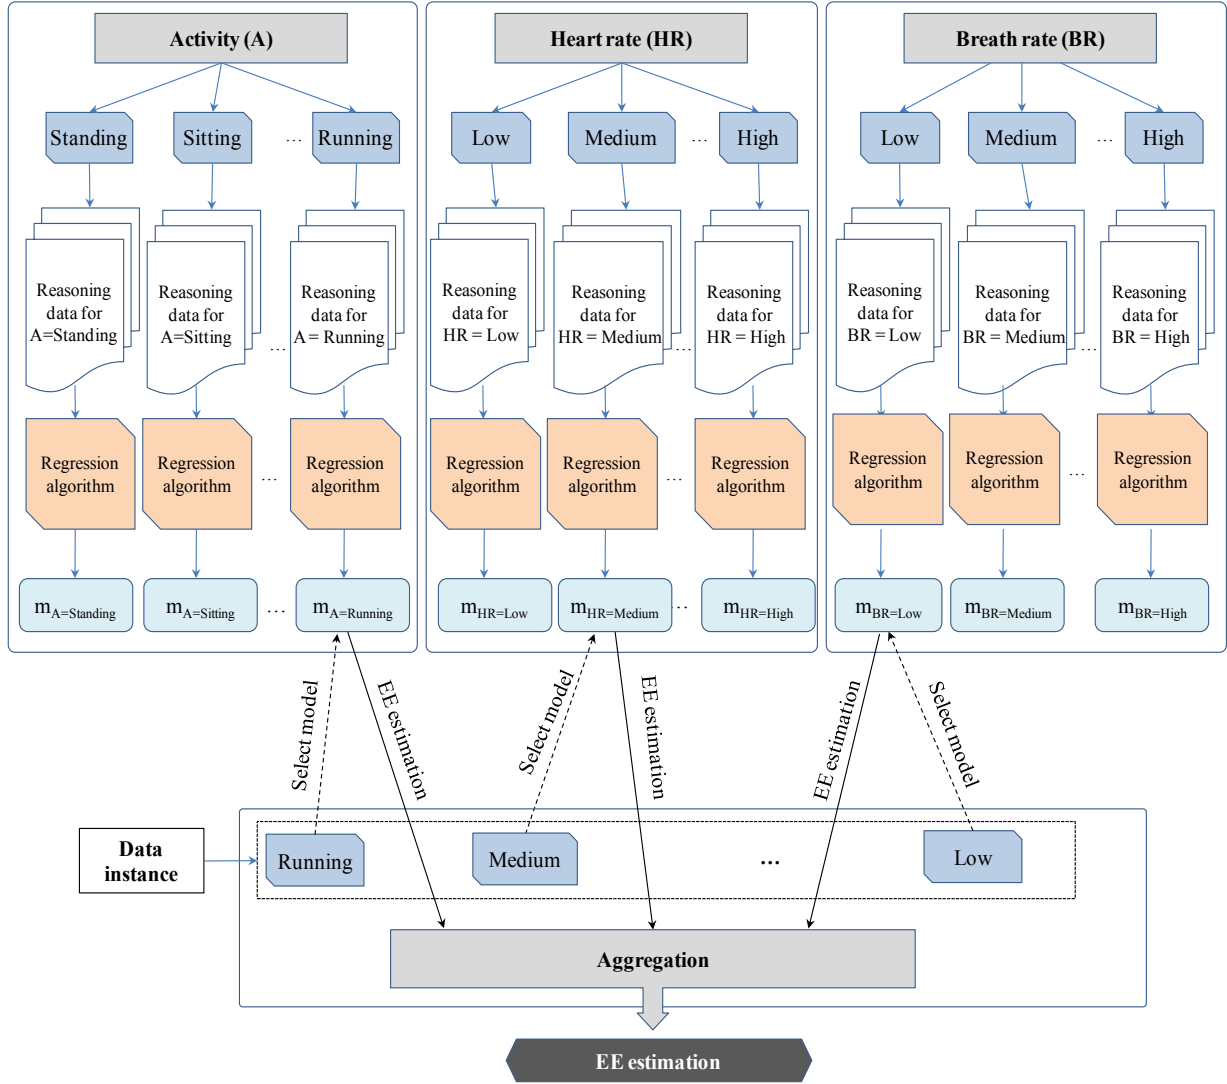 Activity (A)
Heart rate (HR)
Breath rate (BR)
Standing
Sitting
...
Running
Low
Medium
...
High
Low
Medium
...
High
Reasoning
data for
A=Standing
Reasoning
data for
A=Sitting
...
Reasoning
data for
A = Running
Reasoning
data for
HR = Low
Reasoning
data for
HR = Medium
...
Reasoning
data for
HR = High
Reasoning
data for
BR = Low
Reasoning
data for
BR = Medium
...
Reasoning
data for
BR = High
Regression
algorithm
Regression
algorithm
...
Regression
algorithm
Regression
algorithm
Regression
algorithm
...
Regression
algorithm
Regression
algorithm
Regression
algorithm
...
Regression
algorithm
mA=Standing
mA=Sitting
...
mA=Running
mHR=Low
mHR=Medium
...
mHR=High
mBR=Low
mBR=Medium
mBR=High
Select model
EE estimation
Select model
EE estimation
EE estimation
Select model
Data
instance
Running
Medium
...
Low
Aggregation
EE estimation